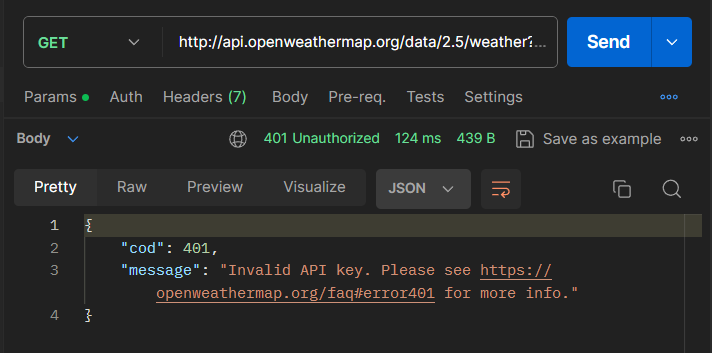 GET http://api.openweathermap.org/data/2.5/weather?... Send
Params Auth Headers (7) Body Pre-req. Tests Settings
Body 401 Unauthorized 124 ms 439 B Save as example
Pretty Raw Preview Visualize JSON
1 {
2 "cod": 401,
3 "message": "Invalid API key. Please see https://
openweathermap.org/faq#error401 for more info."
4 }